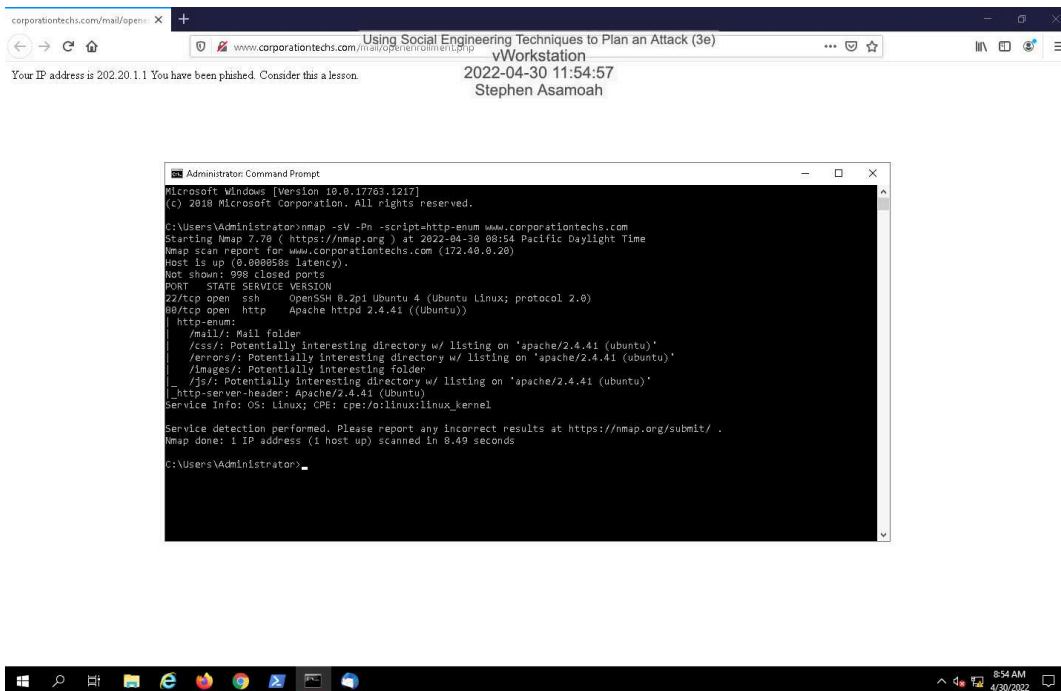 corporationtechs.com/mail/opene
www.corporationtechs.com/mail/openenrollment.php
Using Social Engineering Techniques to Plan an Attack (3e)
vWorkstation
2022-04-30 11:54:57
Stephen Asamoah
Your IP address is 202.20.1.1 You have been phished. Consider this a lesson.
Administrator: Command Prompt
Microsoft Windows [Version 10.0.17763.1217]
(c) 2018 Microsoft Corporation. All rights reserved.
C:\Users\Administrator>nmap -sV -Pn -script=http-enum www.corporationtechs.com
Starting Nmap 7.70 ( https://nmap.org ) at 2022-04-30 08:54 Pacific Daylight Time
Nmap scan report for www.corporationtechs.com (172.40.0.20)
Host is up (0.000058s latency).
Not shown: 998 closed ports
PORT   STATE SERVICE VERSION
22/tcp open  ssh     OpenSSH 8.2p1 Ubuntu 4 (Ubuntu Linux; protocol 2.0)
80/tcp open  http    Apache httpd 2.4.41 ((Ubuntu))
| http-enum:
|   /mail/: Mail folder
|   /css/: Potentially interesting directory w/ listing on 'apache/2.4.41 (ubuntu)'
|   /errors/: Potentially interesting directory w/ listing on 'apache/2.4.41 (ubuntu)'
|   /images/: Potentially interesting folder
|_  /js/: Potentially interesting directory w/ listing on 'apache/2.4.41 (ubuntu)'
|_http-server-header: Apache/2.4.41 (Ubuntu)
Service Info: OS: Linux; CPE: cpe:/o:linux:linux_kernel
Service detection performed. Please report any incorrect results at https://nmap.org/submit/ .
Nmap done: 1 IP address (1 host up) scanned in 8.49 seconds
C:\Users\Administrator>
8:54 AM
4/30/2022